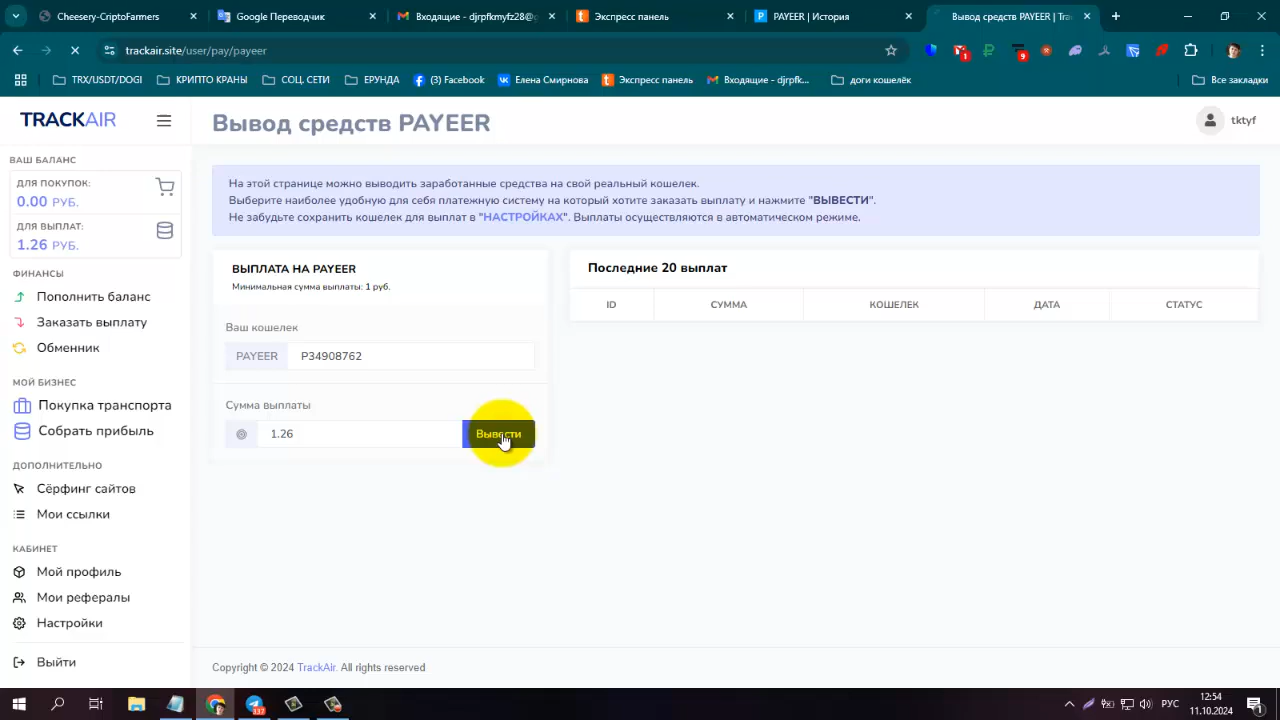 Cheesery-CriptoFarmers
Google Переводчик
Входящие - djrpfkmyfz28@g
Экспресс панель
PAYEER | История
Вывод средств PAYEER | Tra
trackair.site/user/pay/payeer
1
9
TRX/USDT/DOGI
КРИПТО КРАНЫ
СОЦ. СЕТИ
ЕРУНДА
(3) Facebook
Елена Смирнова
Экспресс панель
Входящие - djrpfk...
доги кошелёк
Все закладки
TRACKAIR
Вывод средств PAYEER
tktyf
ВАШ БАЛАНС
ДЛЯ ПОКУПОК:
0.00 РУБ.
ДЛЯ ВЫПЛАТ:
1.26 РУБ.
ФИНАНСЫ
Пополнить баланс
Заказать выплату
Обменник
МОЙ БИЗНЕС
Покупка транспорта
Собрать прибыль
ДОПОЛНИТЕЛЬНО
Сёрфинг сайтов
Мои ссылки
КАБИНЕТ
Мой профиль
Мои рефералы
Настройки
Выйти
На этой странице можно выводить заработанные средства на свой реальный кошелек.
Выберите наиболее удобную для себя платежную систему на который хотите заказать выплату и нажмите "ВЫВЕСТИ".
Не забудьте сохранить кошелек для выплат в "НАСТРОЙКАХ". Выплаты осуществляются в автоматическом режиме.
ВЫПЛАТА НА PAYEER
Минимальная сумма выплаты: 1 руб.
Ваш кошелек
PAYEER P34908762
Сумма выплаты
1.26
Вывести
Последние 20 выплат
ID СУММА КОШЕЛЕК ДАТА СТАТУС
Copyright © 2024 TrackAir. All rights reserved
РУС
12:54
11.10.2024
1